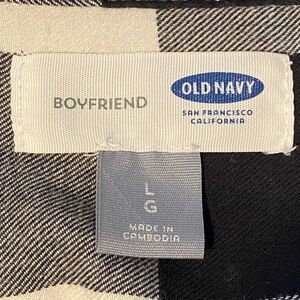 BOYFRIEND
OLD NAVY
SAN FRANCISCO
CALIFORNIA
L
G
MADE IN
CAMBODIA